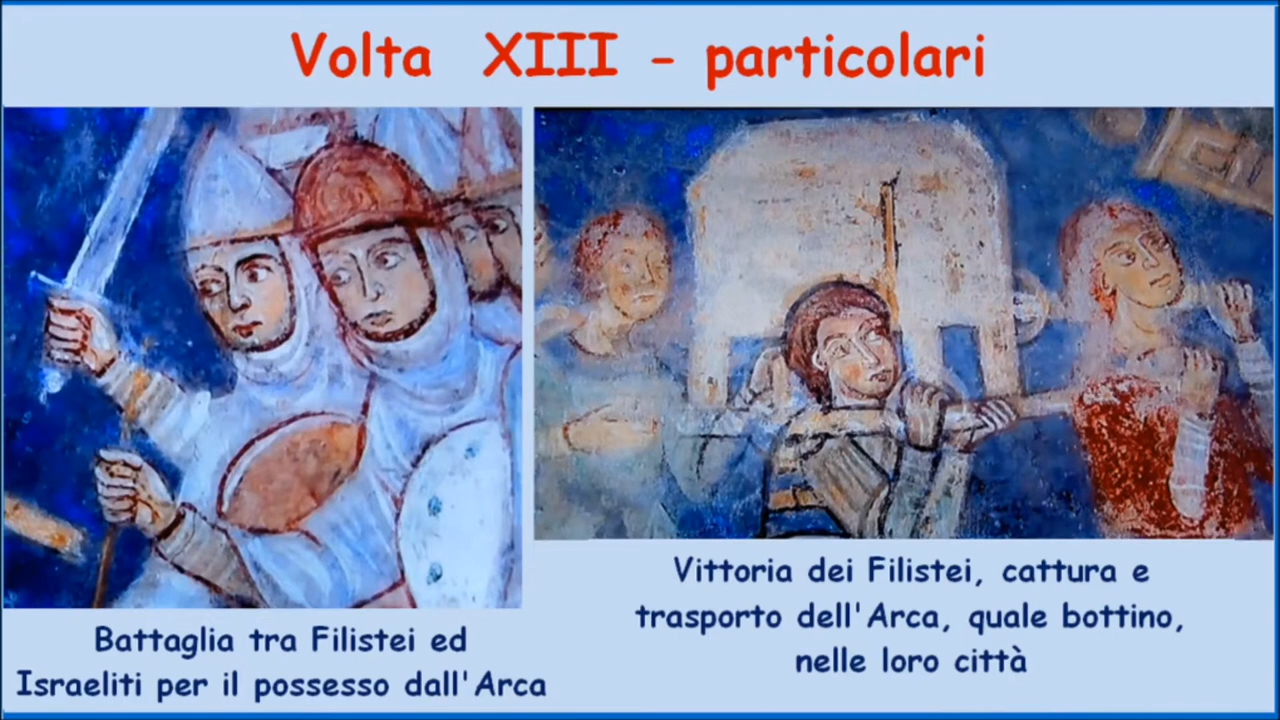 Volta XIII - particolari
Battaglia tra Filistei ed
Israeliti per il possesso dall'Arca
Vittoria dei Filistei, cattura e
trasporto dell'Arca, quale bottino,
nelle loro città